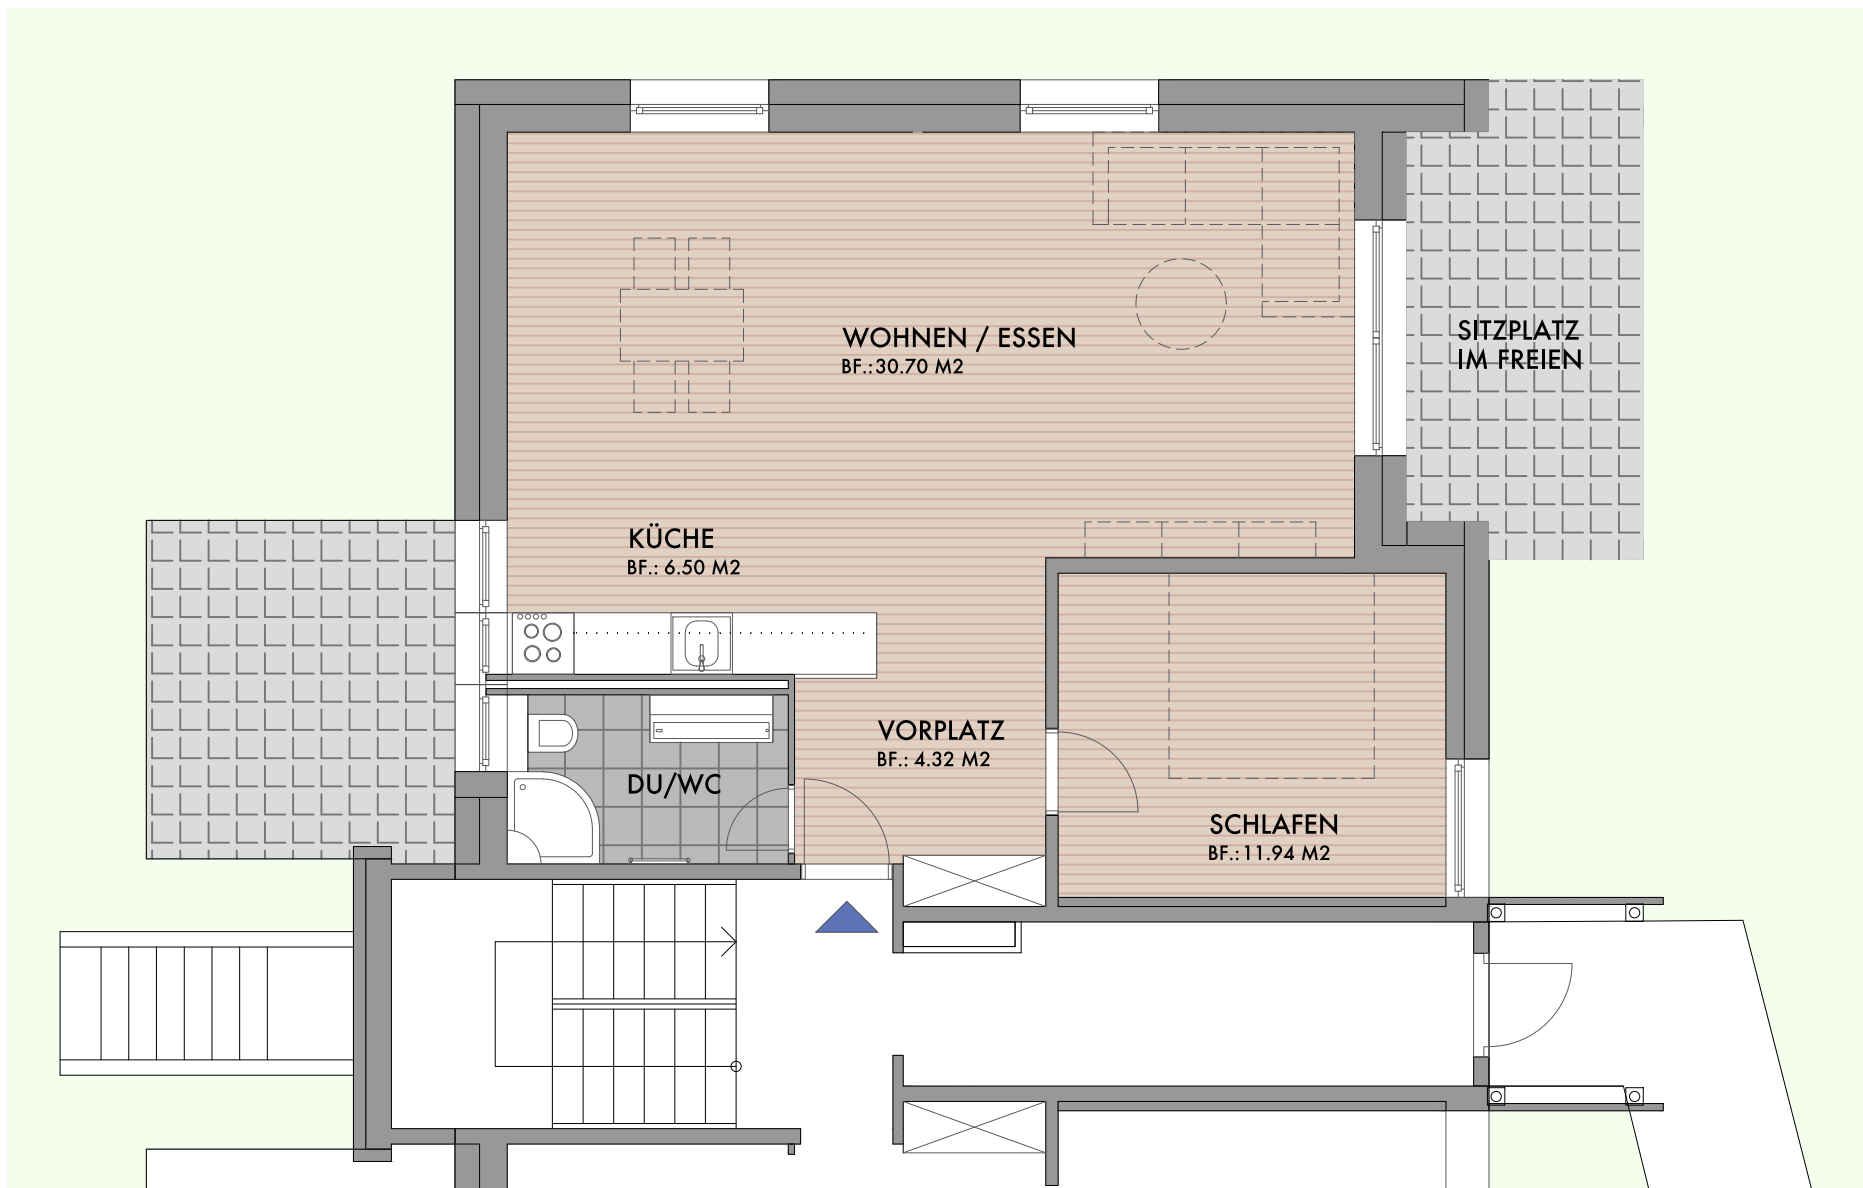 WOHNEN / ESSEN
BF.:30.70 M2
SITZPLATZ
IM FREIEN
KÜCHE
BF.: 6.50 M2
VORPLATZ
BF.: 4.32 M2
DU/WC
SCHLAFEN
BF.:11.94 M2